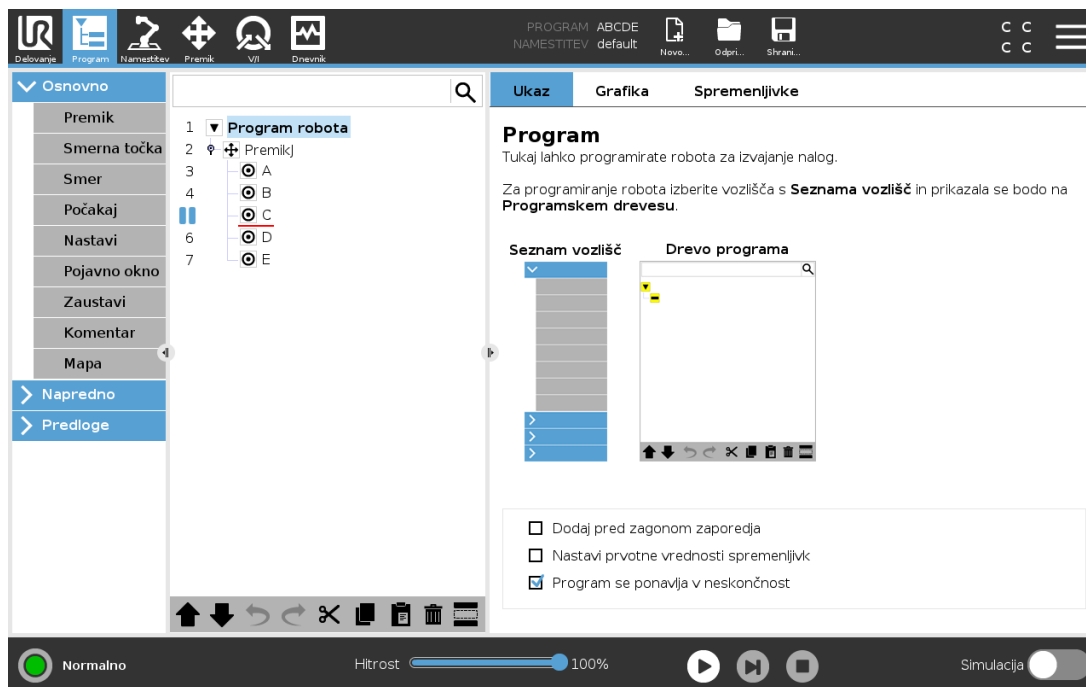 PROGRAM ABCDE
NAMESTITEV default
C C
C C
Delovanje Program Namestitev Premik V/I Dnevnik Novo... Odpri... Shrani...
Osnovno
Premik
Smerna točka
Smer
Počakaj
Nastavi
Pojavno okno
Zaustavi
Komentar
Mapa
Napredno
Predloge
1 Program robota
2 PremikJ
3 A
4 B
C
6 D
7 E
Ukaz Grafika Spremenljivke
Program
Tukaj lahko programirate robota za izvajanje nalog.
Za programiranje robota izberite vozlišča s Seznama vozlišč in prikazala se bodo na
Programskem drevesu.
Seznam vozlišč Drevo programa
Dodaj pred zagonom zaporedja
Nastavi prvotne vrednosti spremenljivk
Program se ponavlja v neskončnost
Normalno
Hitrost 100%
Simulacija